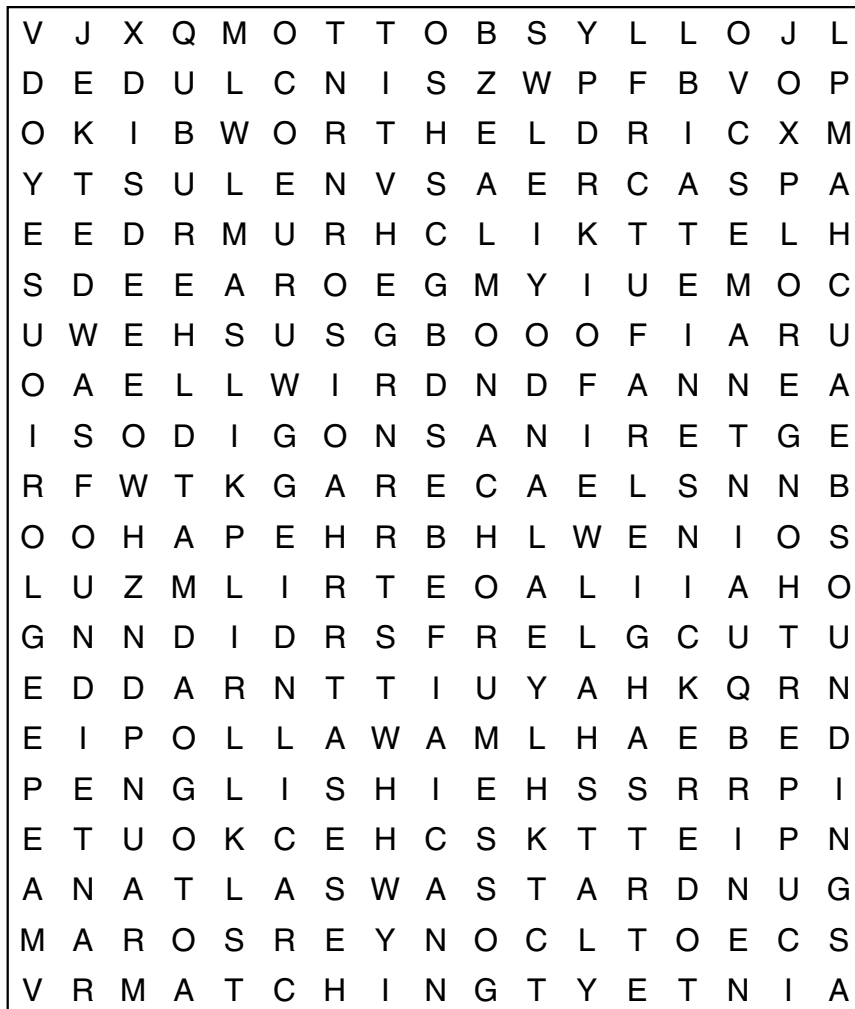 V J X Q M O T T O B S Y L L O J L
D E D U L C N I S Z W P F B V O P
O K I B W O R T H E L D R I C X M
Y T S U L E N V S A E R C A S P A
E E D R M U R H C L I K T T E L H
S D E E A R O E G M Y I U E M O C
U W E H S U S G B O O O F I A R U
O A E L L W I R D N D F A N N E A
I S O D I G O N S A N I R E T G E
R F W T K G A R E C A E L S N N B
O O H A P E H R B H L W E N I O S
L U Z M L I R T E O A L I I A H O
G N N D I D R S F R E L G C U T U
E D D A R N T T I U Y A H K Q R N
E I P O L L A W A M L H A E B E D
P E N G L I S H I E H S S R R P I
E T U O K C E H C S K T T E I P N
A N A T L A S W A S T A R D N U G
M A R O S R E Y N O C L T O E C S
V R M A T C H I N G T Y E T N I A